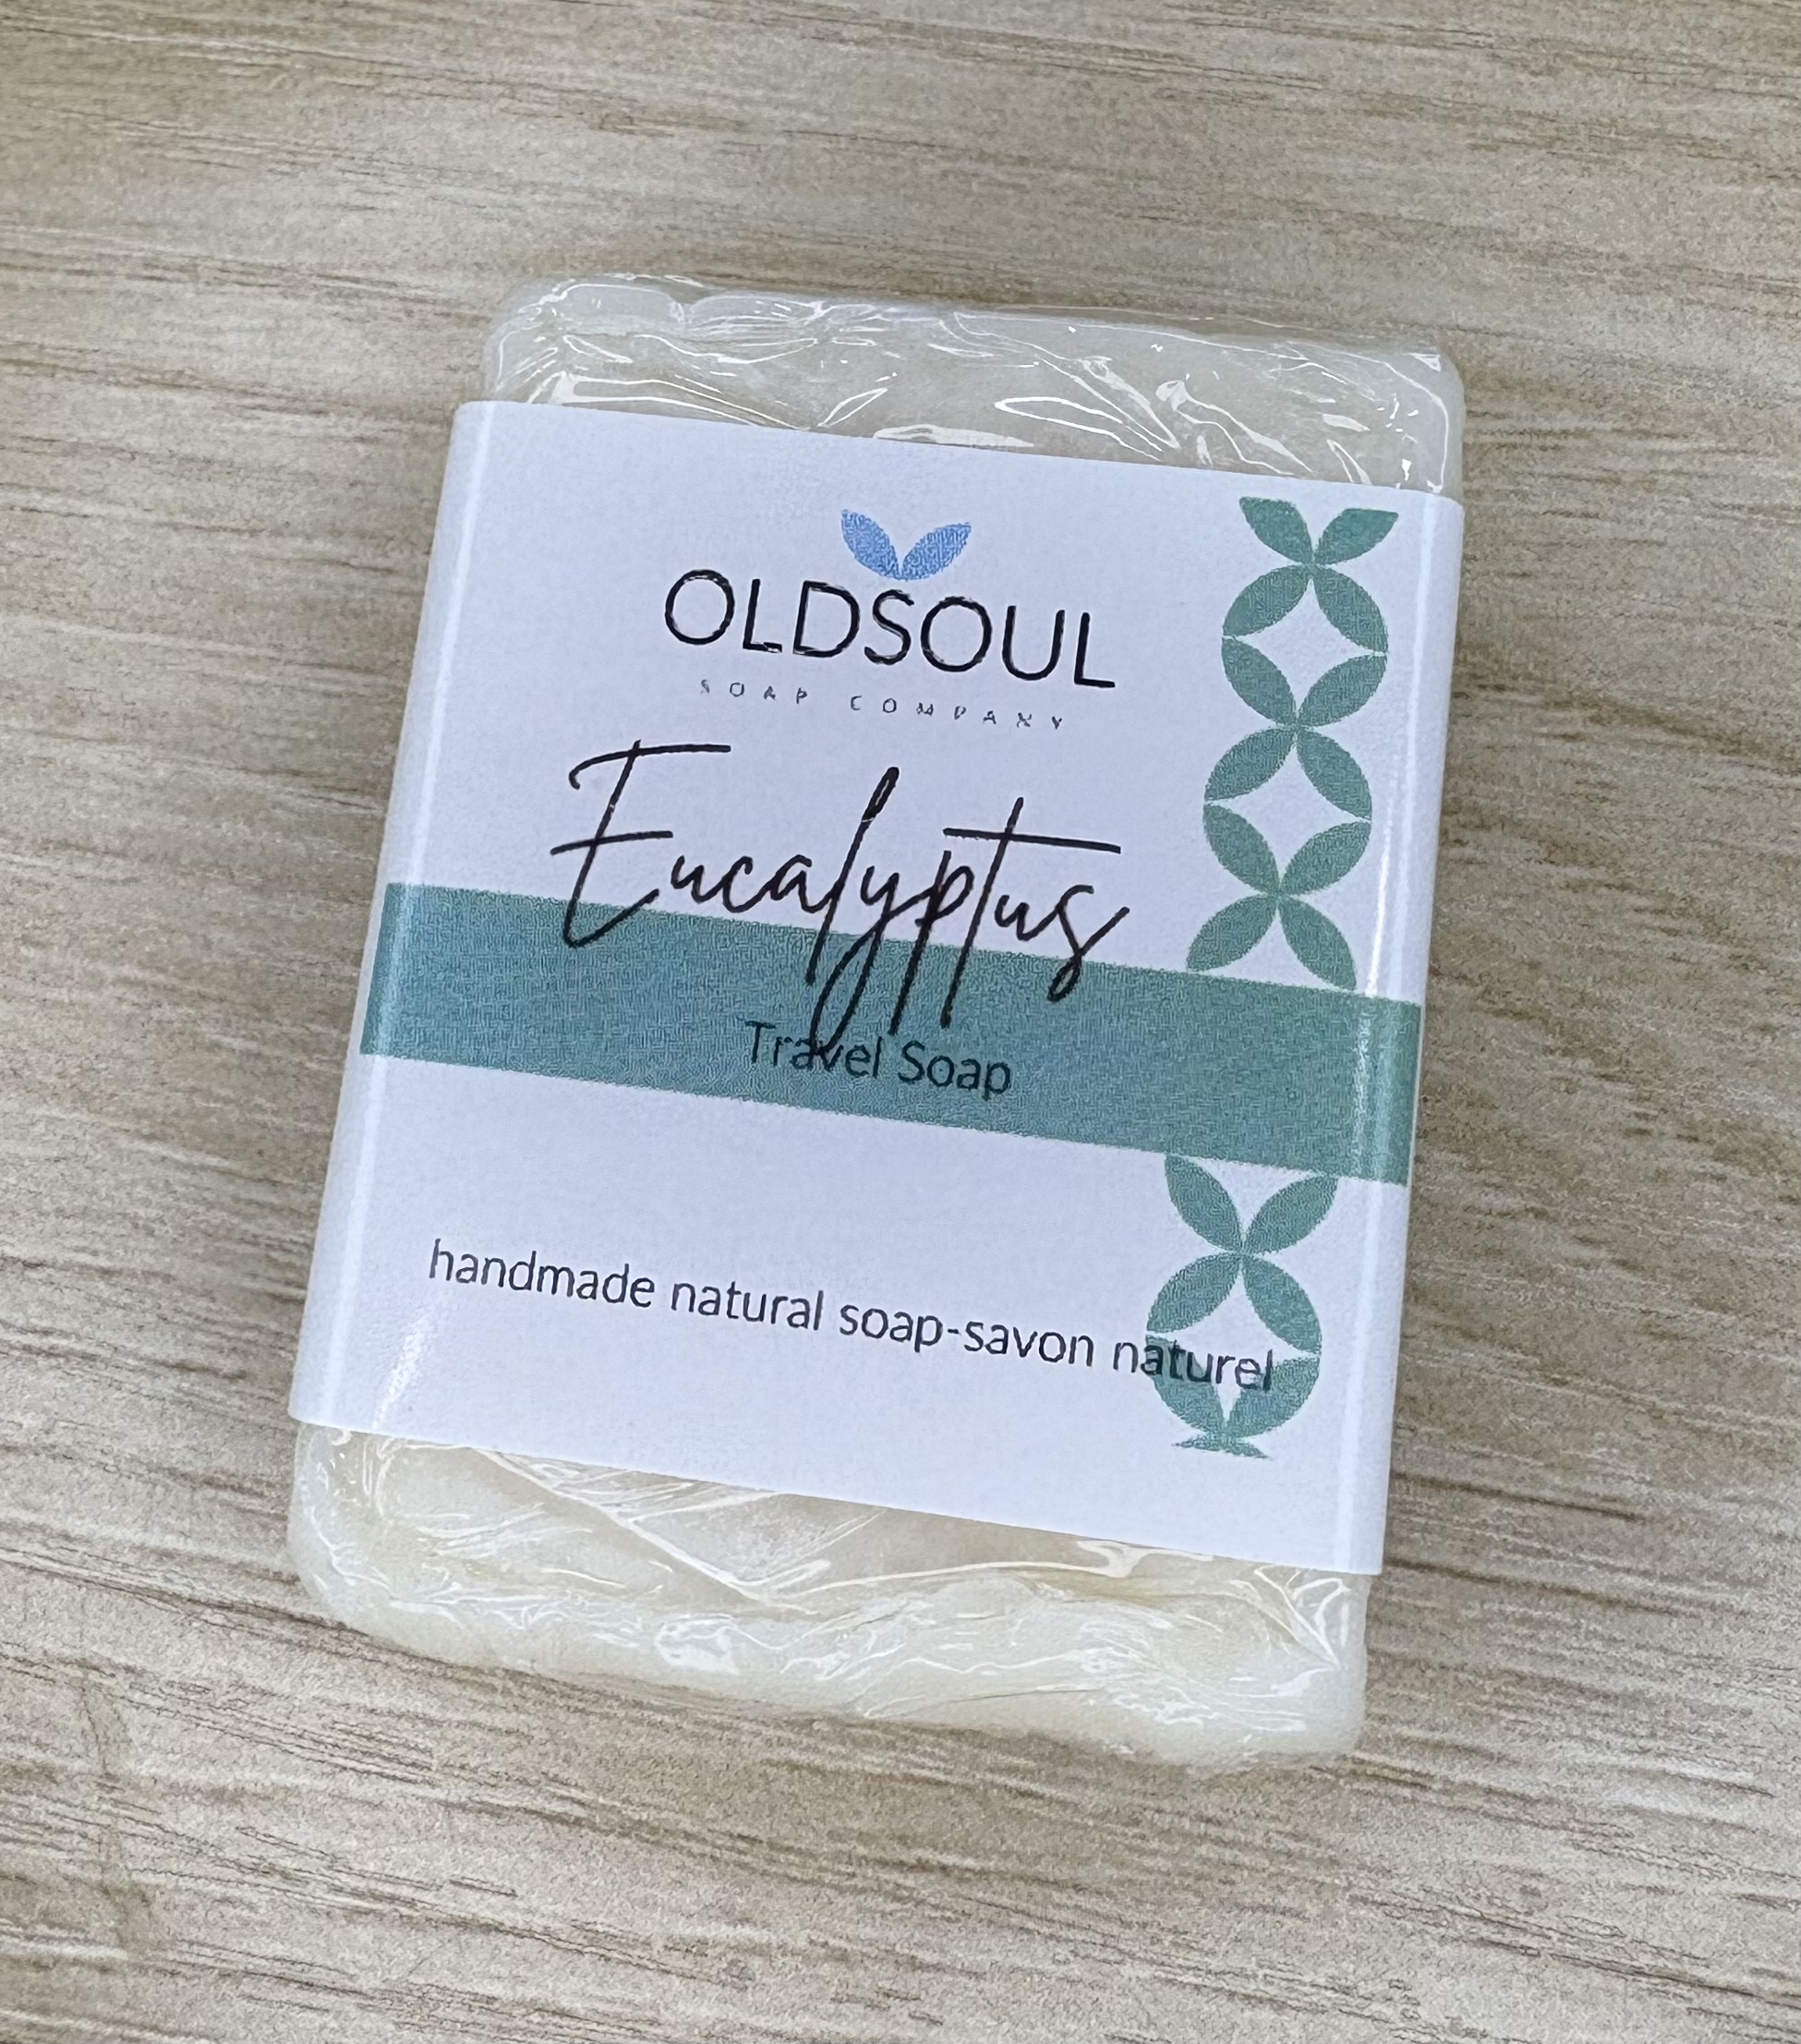 OLDSOUL
SOAP COMPANY
Eucalyptus
Travel Soap
handmade natural soap-savon naturel